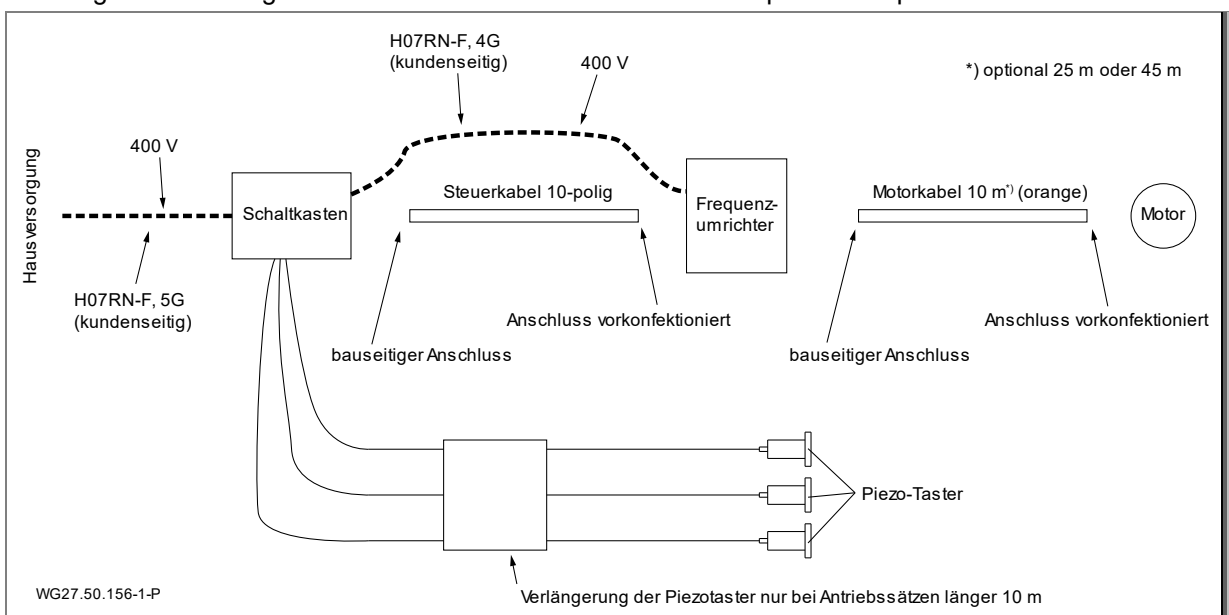 H07RN-F, 4G
(kundenseitig)
400 V
*) optional 25 m oder 45 m
Hausversorgung
400 V
Schaltkasten
Steuerkabel 10-polig
Frequenz-
umrichter
Motorkabel 10 m*) (orange)
Motor
H07RN-F, 5G
(kundenseitig)
Anschluss vorkonfektioniert
bauseitiger Anschluss
Anschluss vorkonfektioniert
bauseitiger Anschluss
Piezo-Taster
WG27.50.156-1-P
Verlängerung der Piezotaster nur bei Antriebssätzen länger 10 m